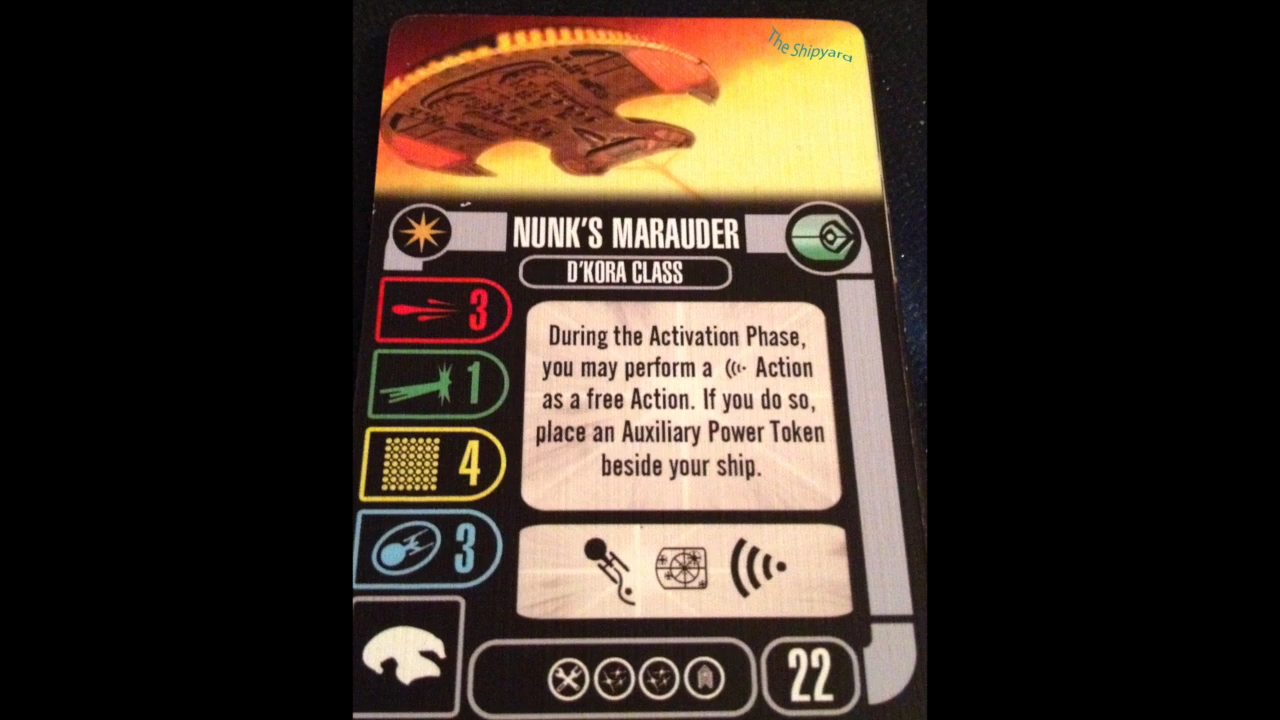 The Shipyard
NUNK'S MARAUDER
D'KORA CLASS
3
During the Activation Phase,
you may perform a Action
as a free Action. If you do so,
place an Auxiliary Power Token
beside your ship.
1
4
3
22